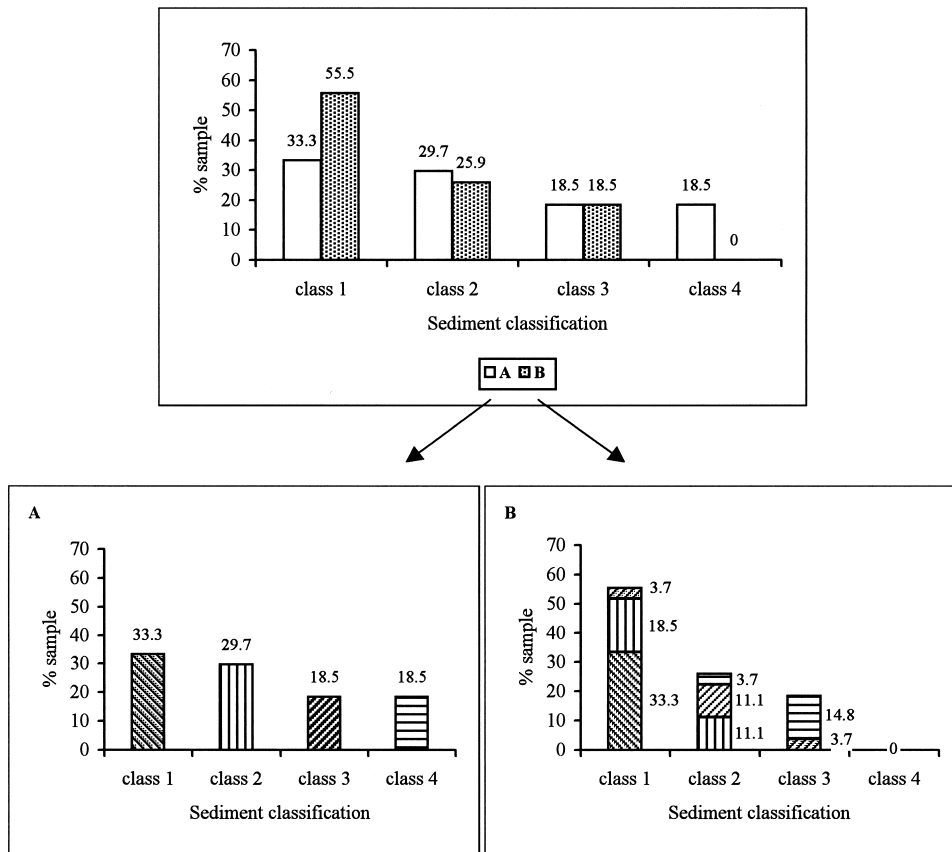 70
60
50
40
30
20
10
0
% sample
33.3
55.5
29.7
25.9
18.5
18.5
18.5
0
class 1
class 2
class 3
class 4
Sediment classification
A B
A
70
60
50
40
30
20
10
0
% sample
33.3
29.7
18.5
18.5
class 1
class 2
class 3
class 4
Sediment classification
B
70
60
50
40
30
20
10
0
% sample
3.7
18.5
33.3
3.7
11.1
11.1
14.8
3.7
0
class 1
class 2
class 3
class 4
Sediment classification